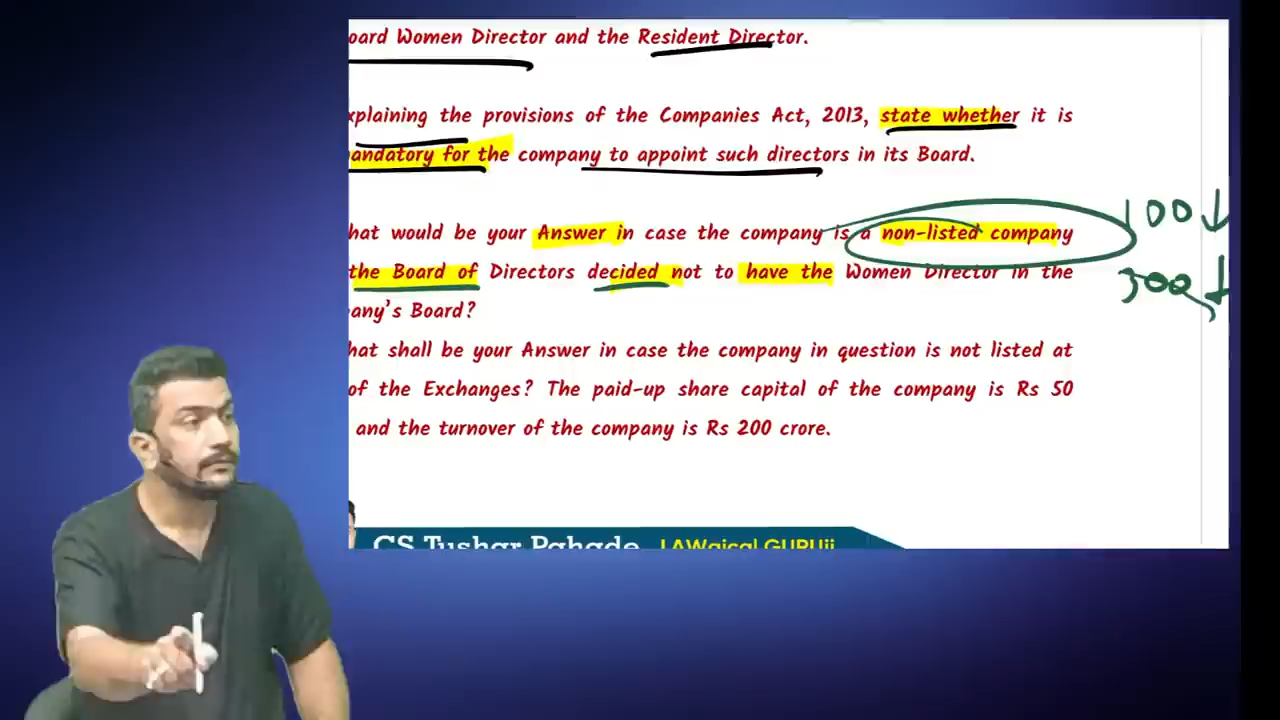 oard Women Director and the Resident Director.
xplaining the provisions of the Companies Act, 2013, state whether it is
andatory for the company to appoint such directors in its Board.
hat would be your Answer in case the company is a non-listed company
the Board of Directors decided not to have the Women Director in the
any's Board?
100 ↓
300 ↓
hat shall be your Answer in case the company in question is not listed at
of the Exchanges? The paid-up share capital of the company is Rs 50
and the turnover of the company is Rs 200 crore.
CS Tushar Pahade LAWgical GURUji